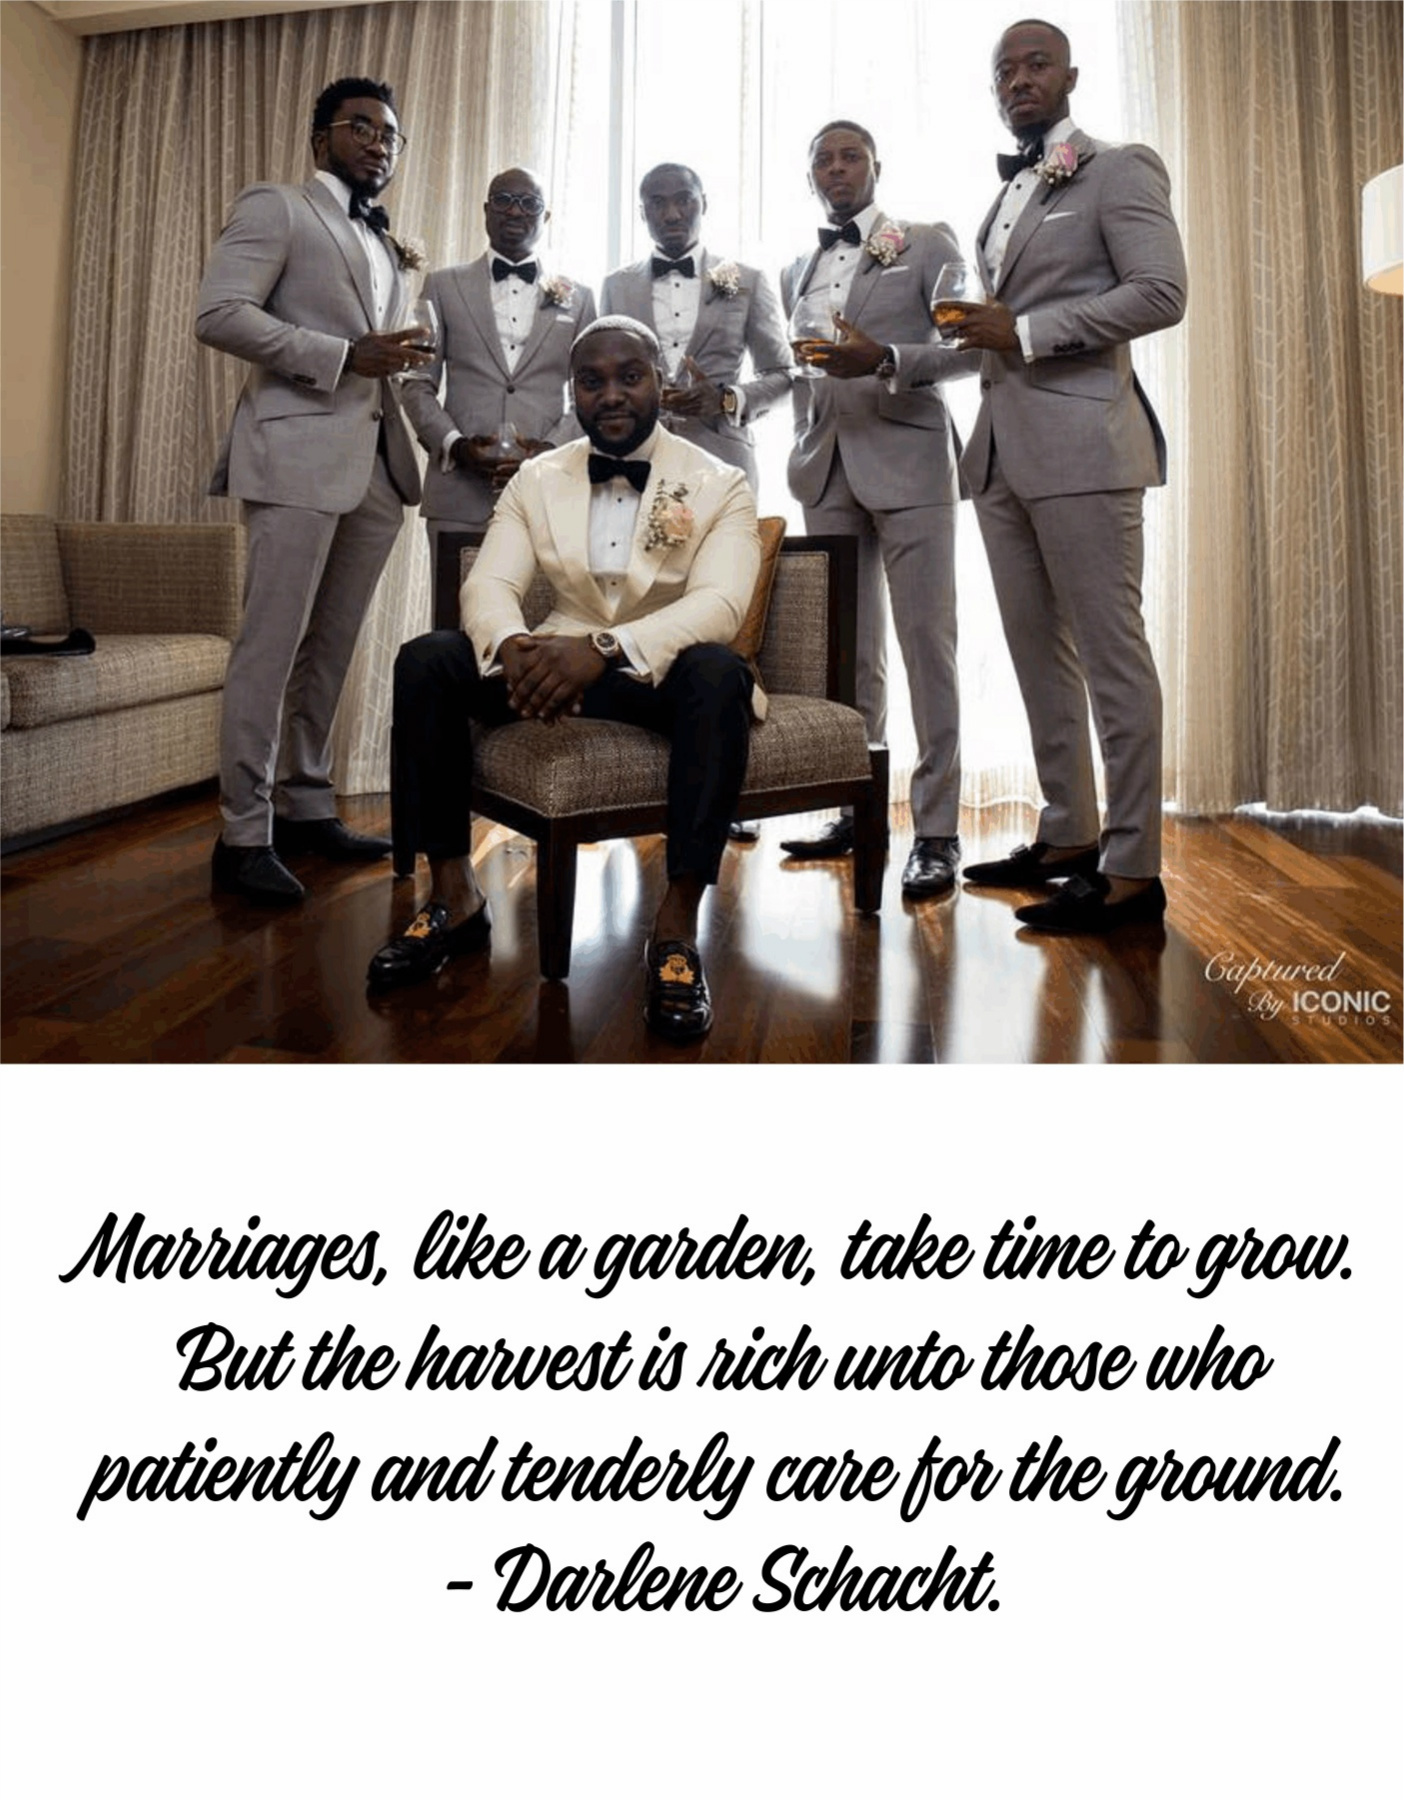 Captured
By ICONIC
STUDIOS
Marriages, like a garden, take time to grow.
But the harvest is rich unto those who
patiently and tenderly care for the ground.
- Darlene Schacht.